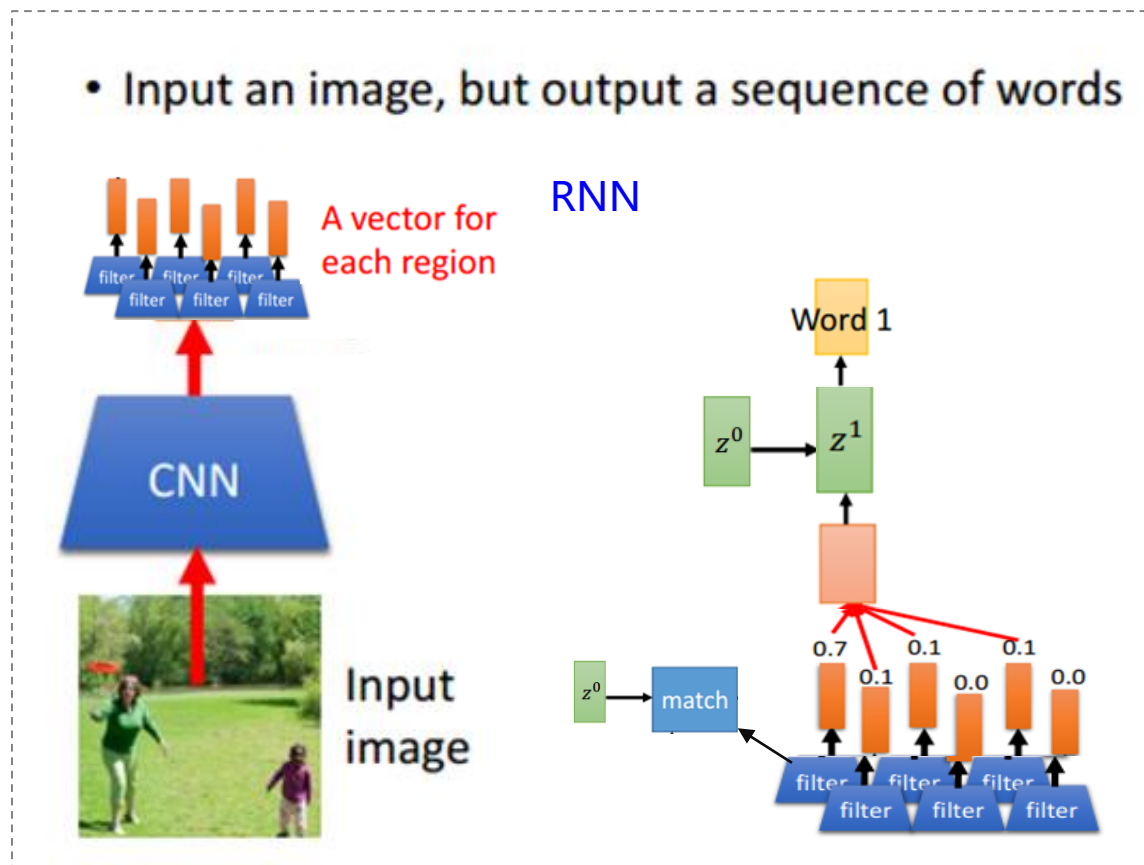 • Input an image, but output a sequence of words
RNN
A vector for
each region
filter filter filter
filter filter filter
CNN
Input
image
Word 1
z⁰
z¹
0.7 0.1 0.1
0.1 0.0 0.0
z⁰
match
filter filter filter
filter filter filter